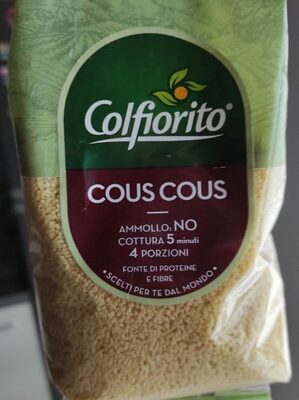 Colfiorito®
COUS COUS
AMMOLLO: NO
COTTURA 5 minuti
4 PORZIONI
FONTE DI PROTEINE
E FIBRE
• SCELTI PER TE DAL MONDO •